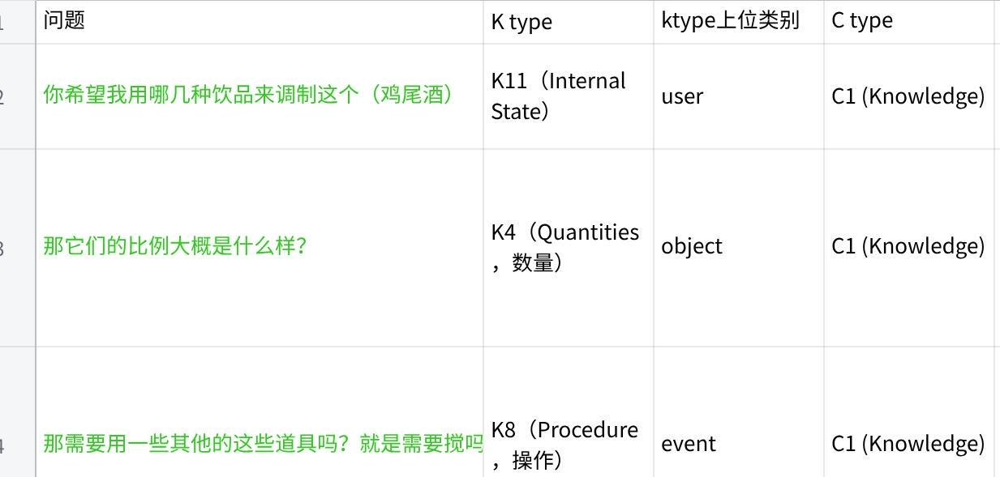 问题 K type ktype上位类别 C type
你希望我用哪几种饮品来调制这个（鸡尾酒） K11（Internal State） user C1 (Knowledge)
3 那它们的比例大概是什么样？ K4（Quantities ，数量） object C1 (Knowledge)
4 那需要用一些其他的这些道具吗？就是需要搅吗 K8（Procedure ，操作） event C1 (Knowledge)